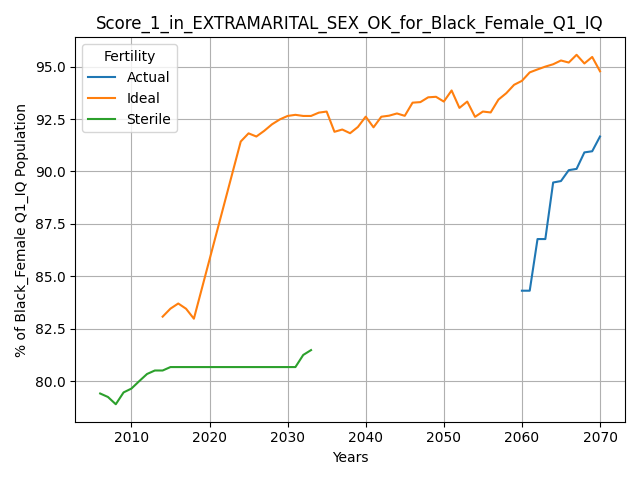 Score_1_in_EXTRAMARITAL_SEX_OK_for_Black_Female_Q1_IQ
Fertility
Actual
Ideal
Sterile
% of Black_Female Q1_IQ Population
95.0
92.5
90.0
87.5
85.0
82.5
80.0
2010
2020
2030
2040
2050
2060
2070
Years